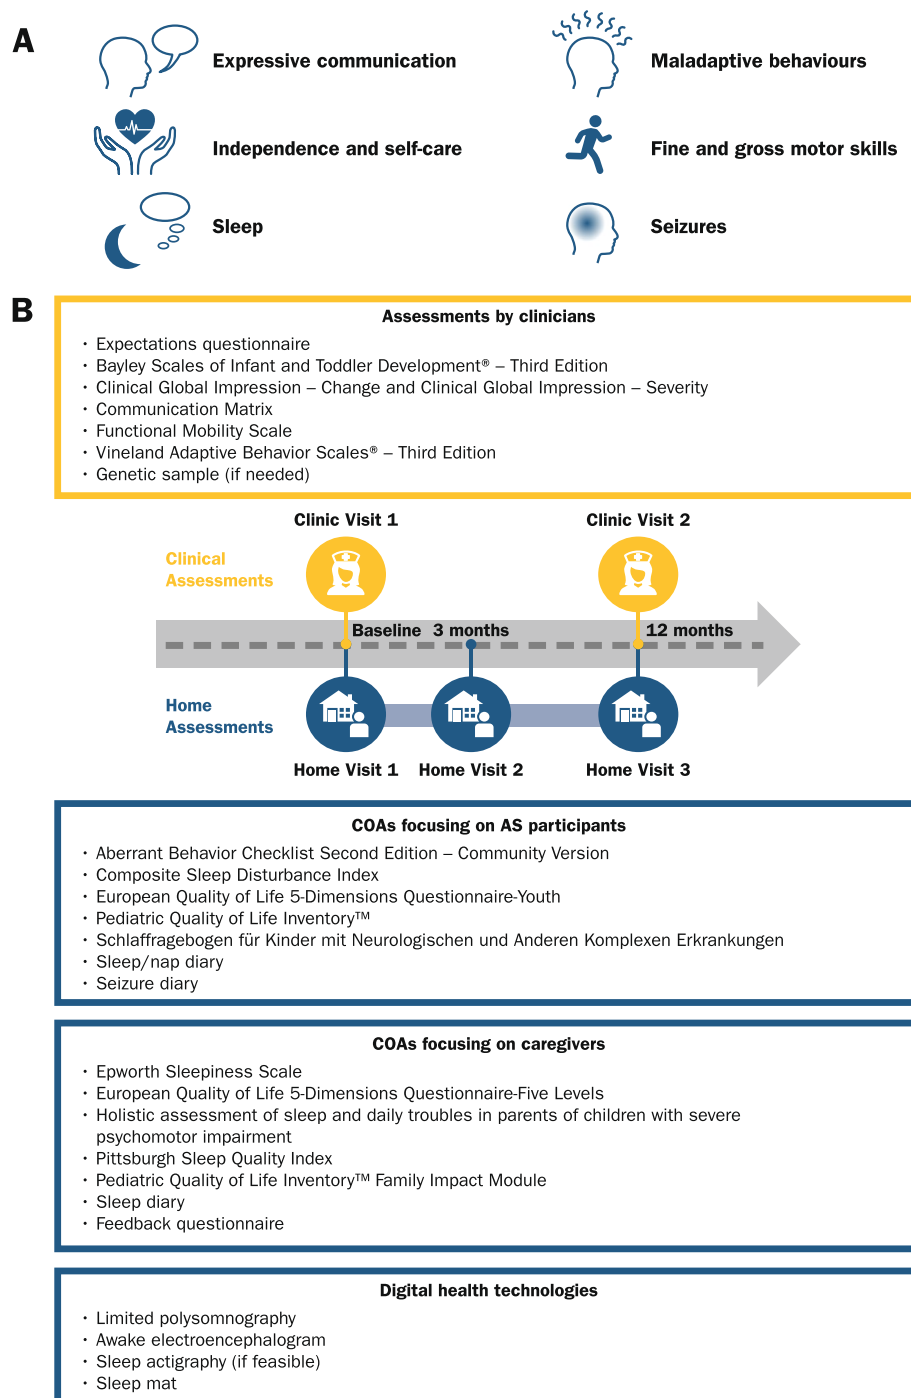 A
Expressive communication
Maladaptive behaviours
Independence and self-care
Fine and gross motor skills
Sleep
Seizures
B
Assessments by clinicians
• Expectations questionnaire
• Bayley Scales of Infant and Toddler Development® – Third Edition
• Clinical Global Impression – Change and Clinical Global Impression – Severity
• Communication Matrix
• Functional Mobility Scale
• Vineland Adaptive Behavior Scales® – Third Edition
• Genetic sample (if needed)
Clinic Visit 1
Clinic Visit 2
Clinical
Assessments
Baseline
3 months
12 months
Home
Assessments
Home Visit 1
Home Visit 2
Home Visit 3
COAs focusing on AS participants
• Aberrant Behavior Checklist Second Edition – Community Version
• Composite Sleep Disturbance Index
• European Quality of Life 5-Dimensions Questionnaire-Youth
• Pediatric Quality of Life Inventory™
• Schlaffragebogen für Kinder mit Neurologischen und Anderen Komplexen Erkrankungen
• Sleep/nap diary
• Seizure diary
COAs focusing on caregivers
• Epworth Sleepiness Scale
• European Quality of Life 5-Dimensions Questionnaire-Five Levels
• Holistic assessment of sleep and daily troubles in parents of children with severe
psychomotor impairment
• Pittsburgh Sleep Quality Index
• Pediatric Quality of Life Inventory™ Family Impact Module
• Sleep diary
• Feedback questionnaire
Digital health technologies
• Limited polysomnography
• Awake electroencephalogram
• Sleep actigraphy (if feasible)
• Sleep mat